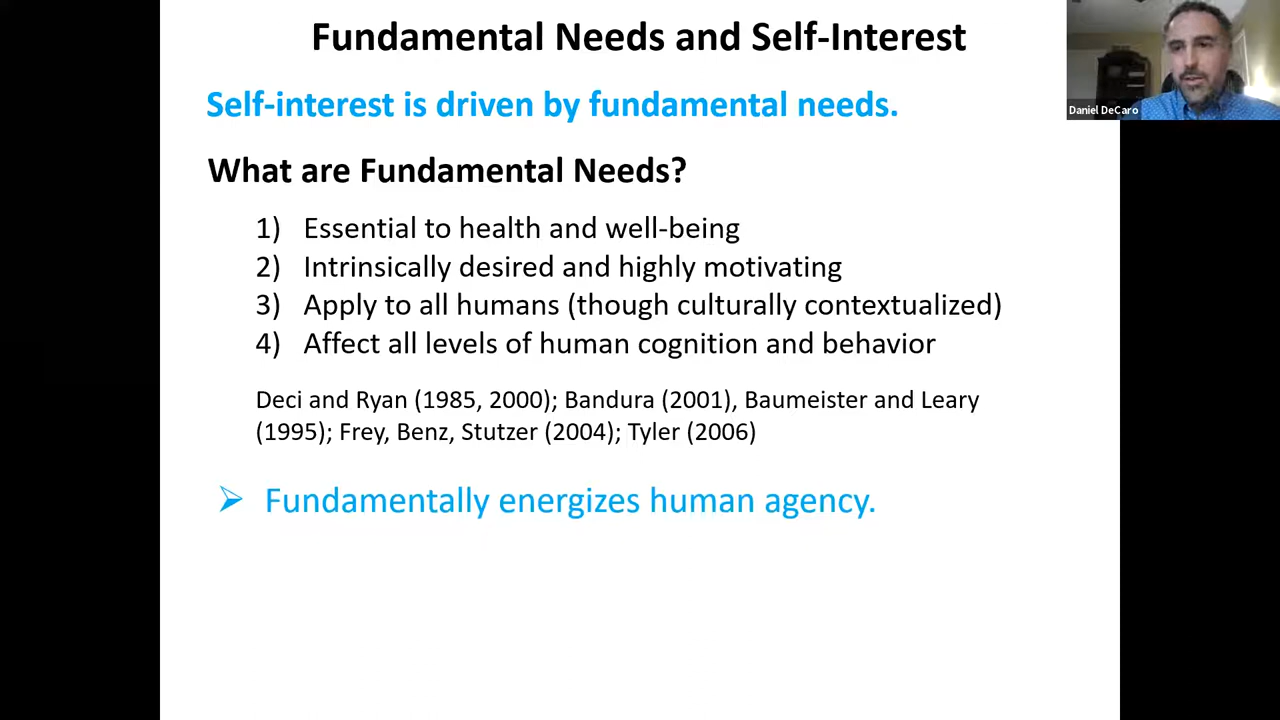 Fundamental Needs and Self-Interest
Daniel DeCaro
Self-interest is driven by fundamental needs.
What are Fundamental Needs?
1) Essential to health and well-being
2) Intrinsically desired and highly motivating
3) Apply to all humans (though culturally contextualized)
4) Affect all levels of human cognition and behavior
Deci and Ryan (1985, 2000); Bandura (2001), Baumeister and Leary
(1995); Frey, Benz, Stutzer (2004); Tyler (2006)
➢ Fundamentally energizes human agency.